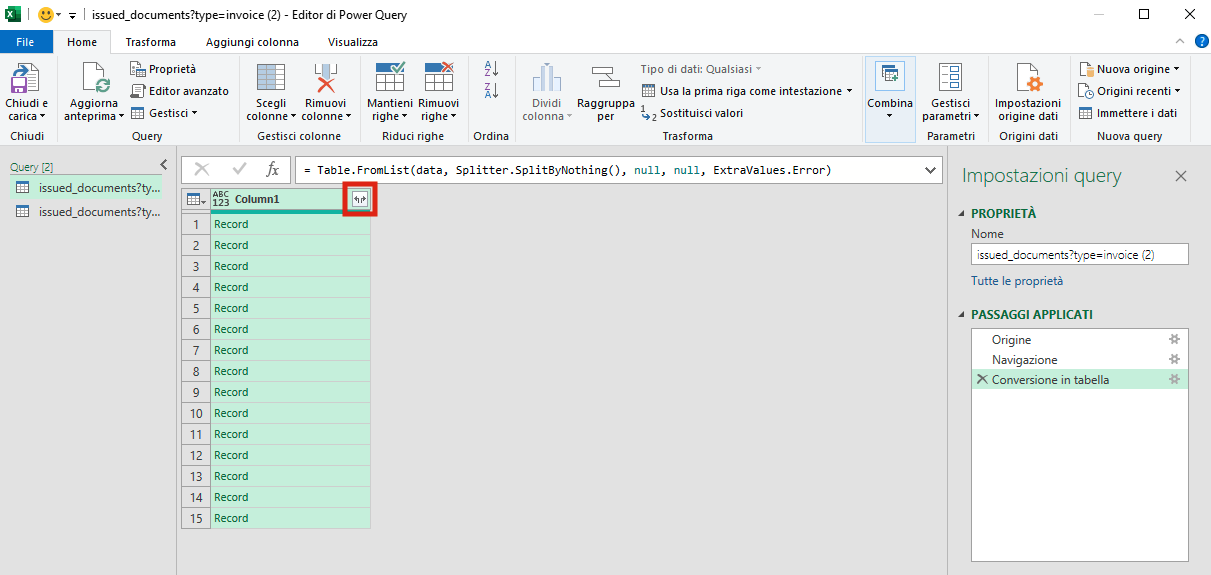 issued_documents?type=invoice (2) - Editor di Power Query
File
Home
Trasforma
Aggiungi colonna
Visualizza
Chiudi e
carica
Chiudi
Aggiorna
anteprima
Proprietà
Editor avanzato
Gestisci
Query
Scegli
colonne
Rimuovi
colonne
Gestisci colonne
Mantieni
righe
Rimuovi
righe
Riduci righe
Ordina
Dividi
colonna
Raggruppa
per
Tipo di dati: Qualsiasi
Usa la prima riga come intestazione
Sostituisci valori
Trasforma
Combina
Gestisci
parametri
Parametri
Impostazioni
origine dati
Origini dati
Nuova origine
Origini recenti
Immettere i dati
Nuova query
Query [2]
issued_documents?ty...
issued_documents?ty...
fx
= Table.FromList(data, Splitter.SplitByNothing(), null, null, ExtraValues.Error)
ABC
123 Column1
1 Record
2 Record
3 Record
4 Record
5 Record
6 Record
7 Record
8 Record
9 Record
10 Record
11 Record
12 Record
13 Record
14 Record
15 Record
Impostazioni query
PROPRIETÀ
Nome
issued_documents?type=invoice (2)
Tutte le proprietà
PASSAGGI APPLICATI
Origine
Navigazione
Conversione in tabella